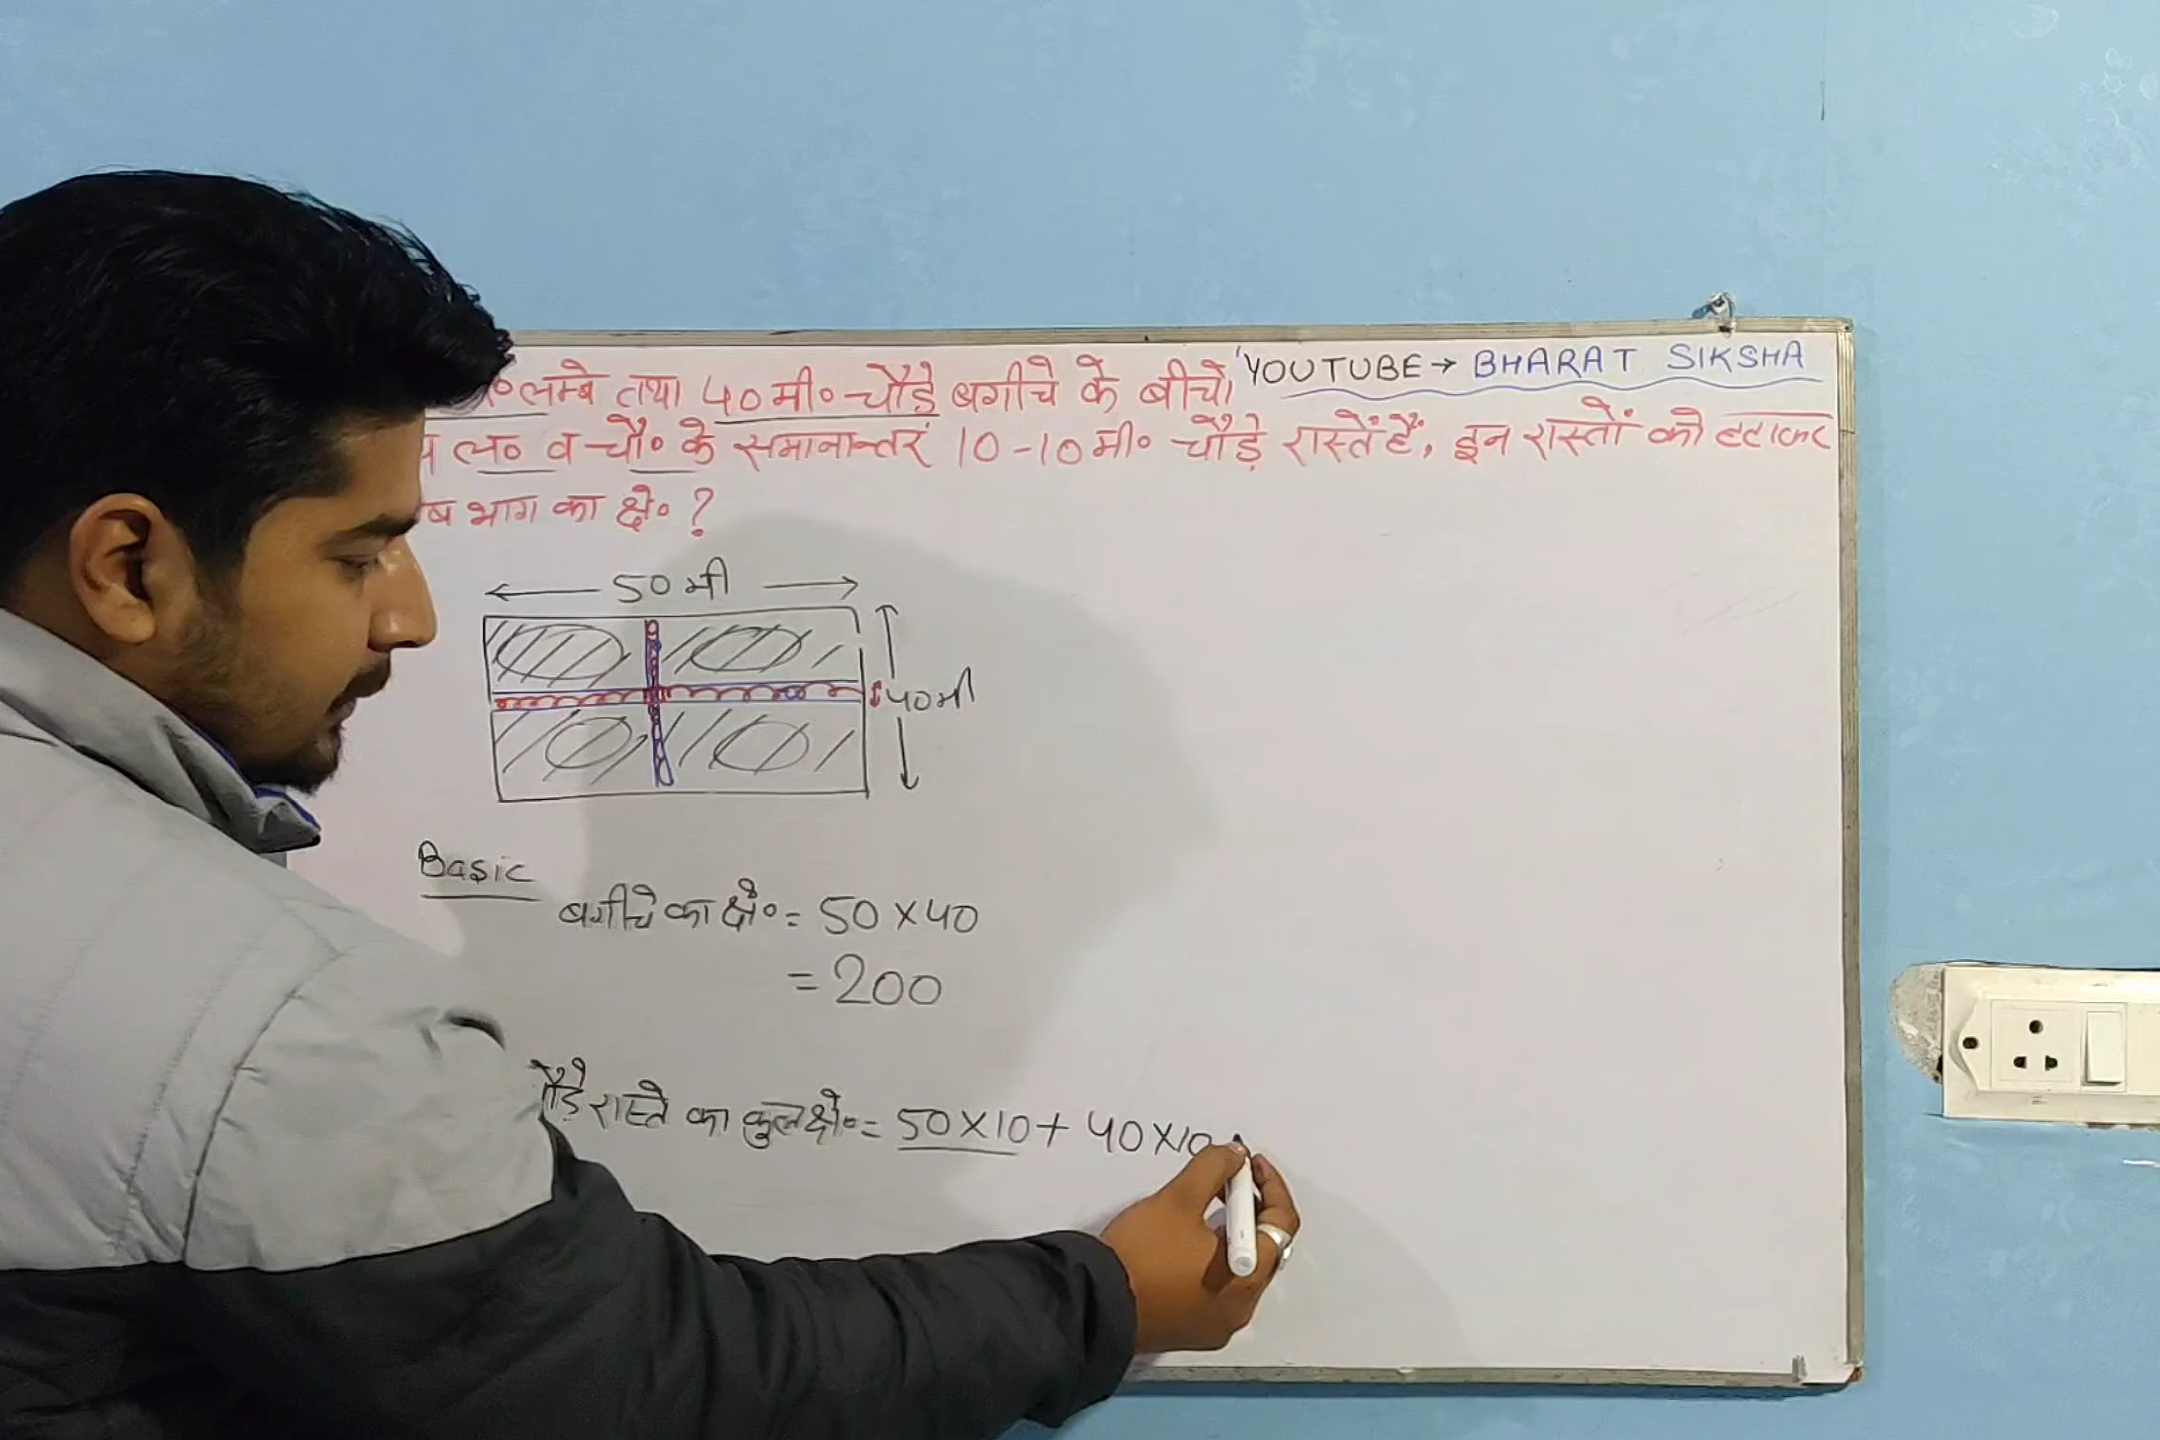 लम्बे तथा 40 मी० चौड़े बगीचे के बीचों
YOUTUBE → BHARAT SIKSHA
ल० व चौ० के समानान्तर 10-10 मी० चौड़े रास्तें हैं, इन रास्तों को हटाकर
भाग का क्षे० ?
50 मी
40 मी
Basic
बगीचे का क्षे० = 50 × 40
= 200
रास्ते का कुल क्षे० = 50 × 10 + 40 × 10